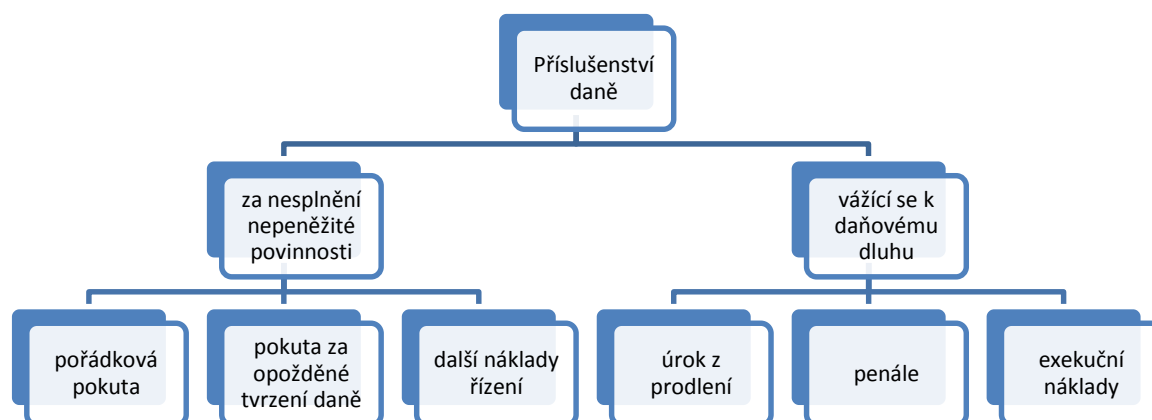 Příslušenství
daně
za nesplnění
nepeněžité
povinnosti
vážící se k
daňovému
dluhu
pořádková
pokuta
pokuta za
opožděné
tvrzení daně
další náklady
řízení
úrok z
prodlení
penále
exekuční
náklady